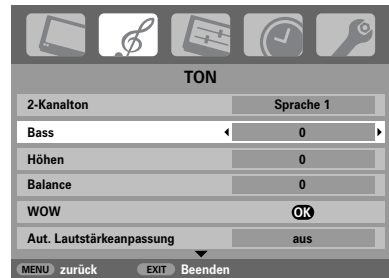 TON
2-Kanalton Sprache 1
Bass 0
Höhen 0
Balance 0
WOW OK
Aut. Lautstärkeanpassung aus
MENU zurück EXIT Beenden